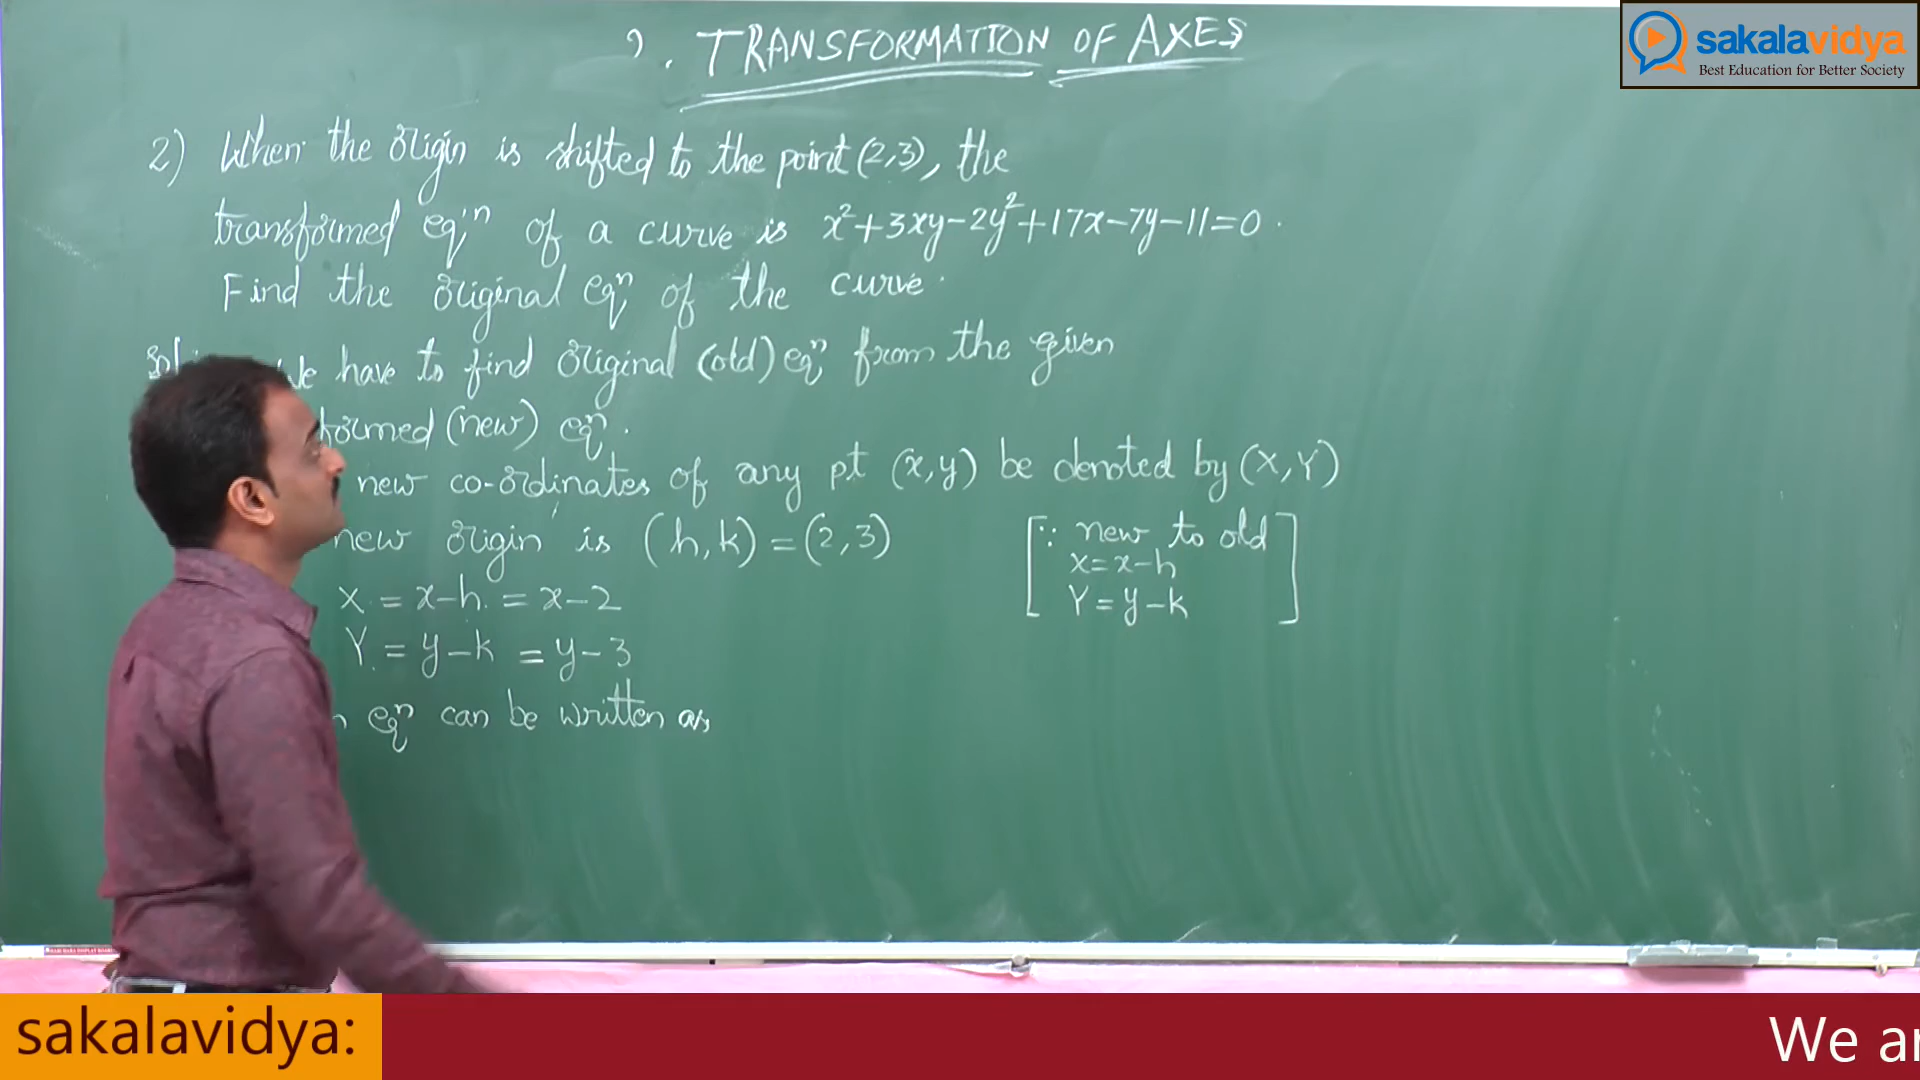 2. TRANSFORMATION OF AXES
sakalavidya
Best Education for Better Society
2) When the origin is shifted to the point (2,3), the
transformed eq'n of a curve is x²+3xy-2y²+17x-7y-11=0.
Find the original eqn of the curve.
have to find original (old) eqn from the given
formed (new) eqn.
new co-ordinates of any pt (x,y) be denoted by (X,Y)
new origin is (h,k)=(2,3)
[∵ new to old
X=x-h
Y=y-k]
X = x-h = x-2
Y = y-k = y-3
eqn can be written as
sakalavidya:
We